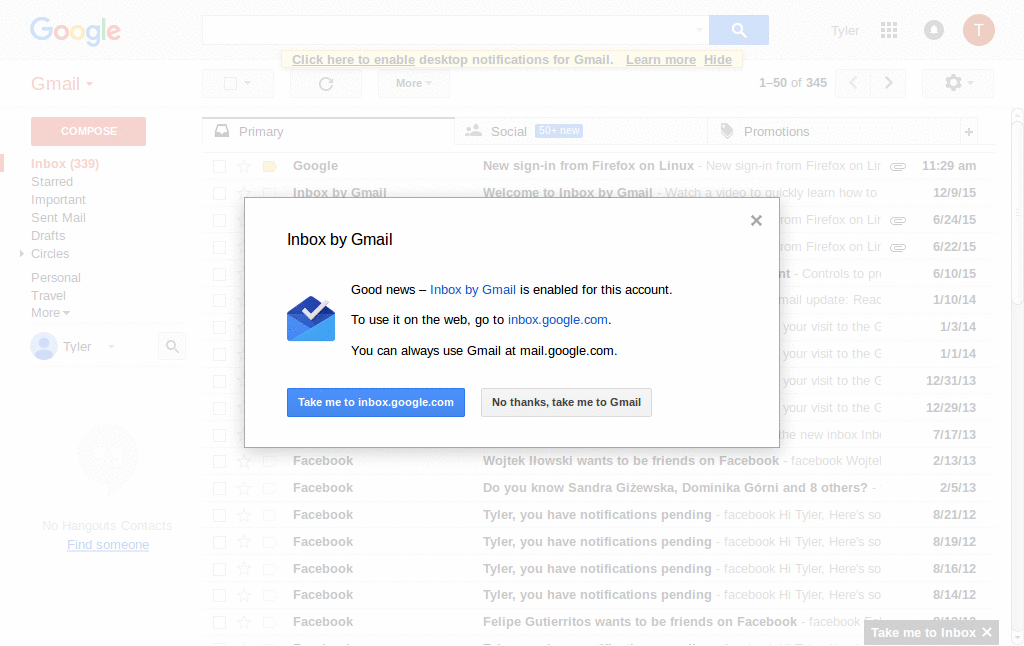 Google
Tyler
T
Click here to enable desktop notifications for Gmail. Learn more Hide
Gmail
More
1–50 of 345
COMPOSE
Primary
Social 50+ new
Promotions
+
Inbox (339)
Starred
Important
Sent Mail
Drafts
Circles
Personal
Travel
More
Tyler
No Hangouts Contacts
Find someone
Google New sign-in from Firefox on Linux - New sign-in from Firefox on Lin 11:29 am
Inbox by Gmail Welcome to Inbox by Gmail - Watch a video to quickly learn how to 12/9/15
from Firefox on Lin 6/24/15
from Firefox on Lin 6/22/15
- Controls to pr 6/10/15
mail update: Read 1/10/14
your visit to the G 1/3/14
your visit to the G 1/1/14
your visit to the G 12/31/13
your visit to the G 12/29/13
the new inbox Inb 7/17/13
Inbox by Gmail
Good news – Inbox by Gmail is enabled for this account.
To use it on the web, go to inbox.google.com.
You can always use Gmail at mail.google.com.
Take me to inbox.google.com
No thanks, take me to Gmail
Facebook Wojtek Iłowski wants to be friends on Facebook - facebook Wojtek 2/13/13
Facebook Do you know Sandra Giżewska, Dominika Górni and 8 others? - 2/5/13
Facebook Tyler, you have notifications pending - facebook Hi Tyler, Here's so 8/21/12
Facebook Tyler, you have notifications pending - facebook Hi Tyler, Here's so 8/19/12
Facebook Tyler, you have notifications pending - facebook Hi Tyler, Here's so 8/16/12
Facebook Tyler, you have notifications pending - facebook Hi Tyler, Here's so 8/14/12
Facebook Felipe Gutierritos wants to be friends on Facebook - facebook
Take me to Inbox